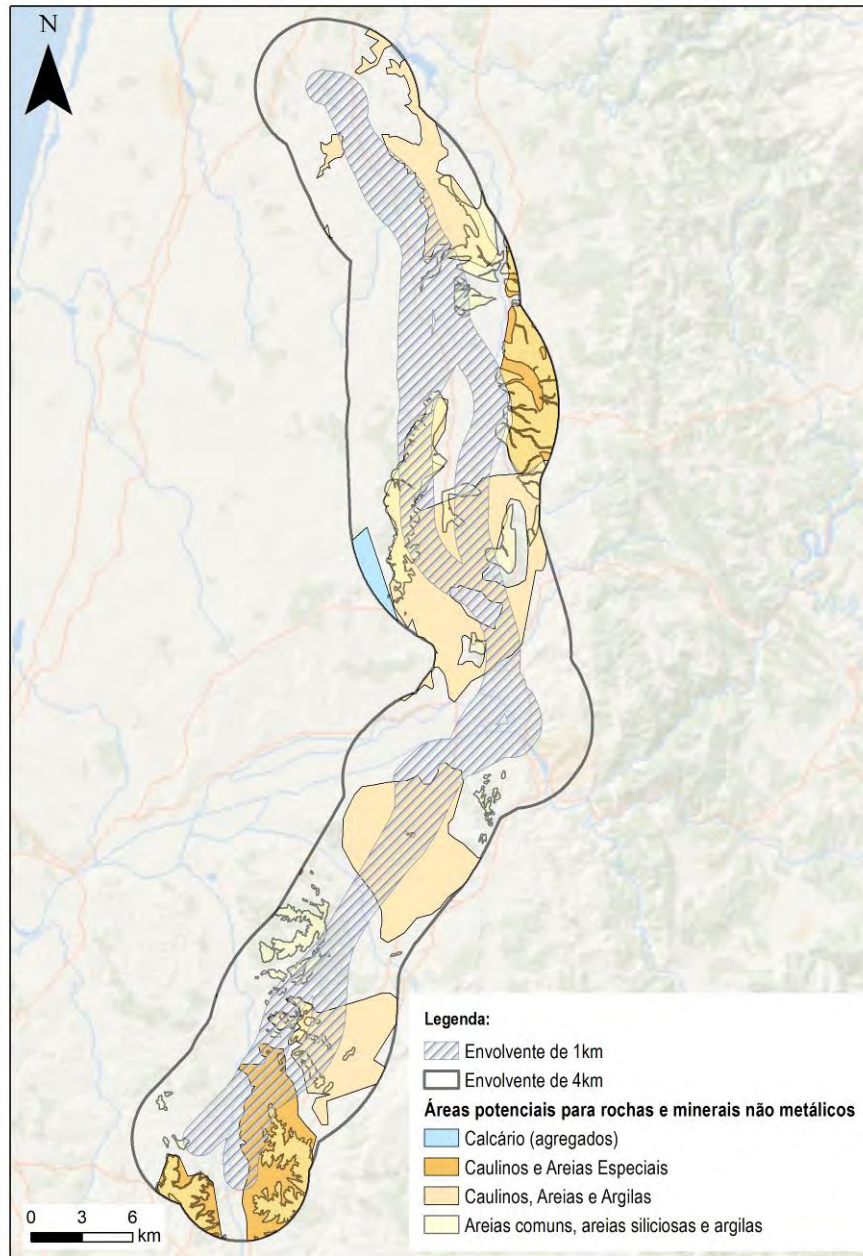 N
Legenda:
Envolvente de 1km
Envolvente de 4km
Áreas potenciais para rochas e minerais não metálicos
Calcário (agregados)
Caulinos e Areias Especiais
Caulinos, Areias e Argilas
Areias comuns, areias siliciosas e argilas
0 3 6
km